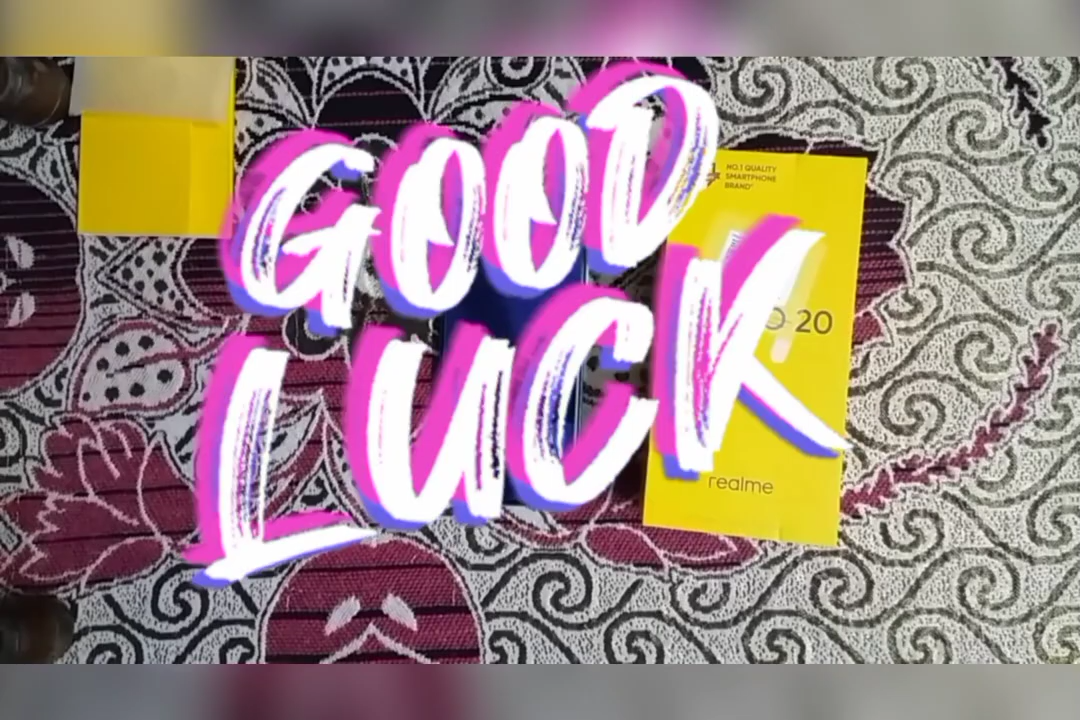 GOOD
LUCK
NO.1 QUALITY
SMARTPHONE
BRAND*
20
realme